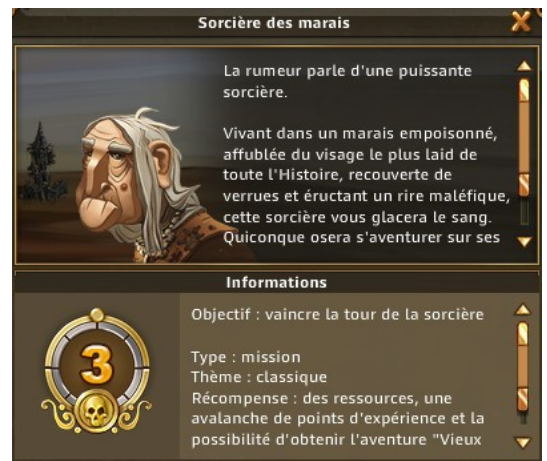 Sorcière des marais
La rumeur parle d'une puissante
sorcière.
Vivant dans un marais empoisonné,
affublée du visage le plus laid de
toute l'Histoire, recouverte de
verrues et éructant un rire maléfique,
cette sorcière vous glacera le sang.
Quiconque osera s'aventurer sur ses
Informations
3
Objectif : vaincre la tour de la sorcière
Type : mission
Thème : classique
Récompense : des ressources, une
avalanche de points d'expérience et la
possibilité d'obtenir l'aventure "Vieux